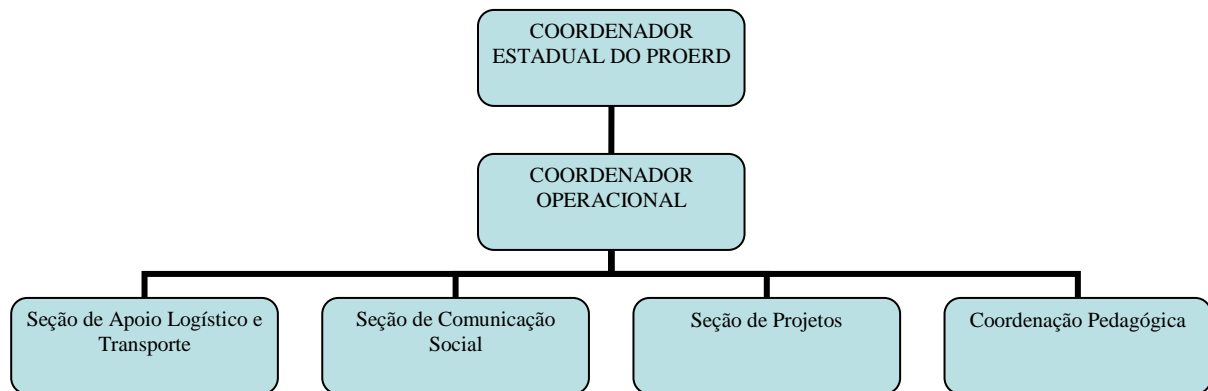 COORDENADOR
ESTADUAL DO PROERD
COORDENADOR
OPERACIONAL
Seção de Apoio Logístico e
Transporte
Seção de Comunicação
Social
Seção de Projetos
Coordenação Pedagógica